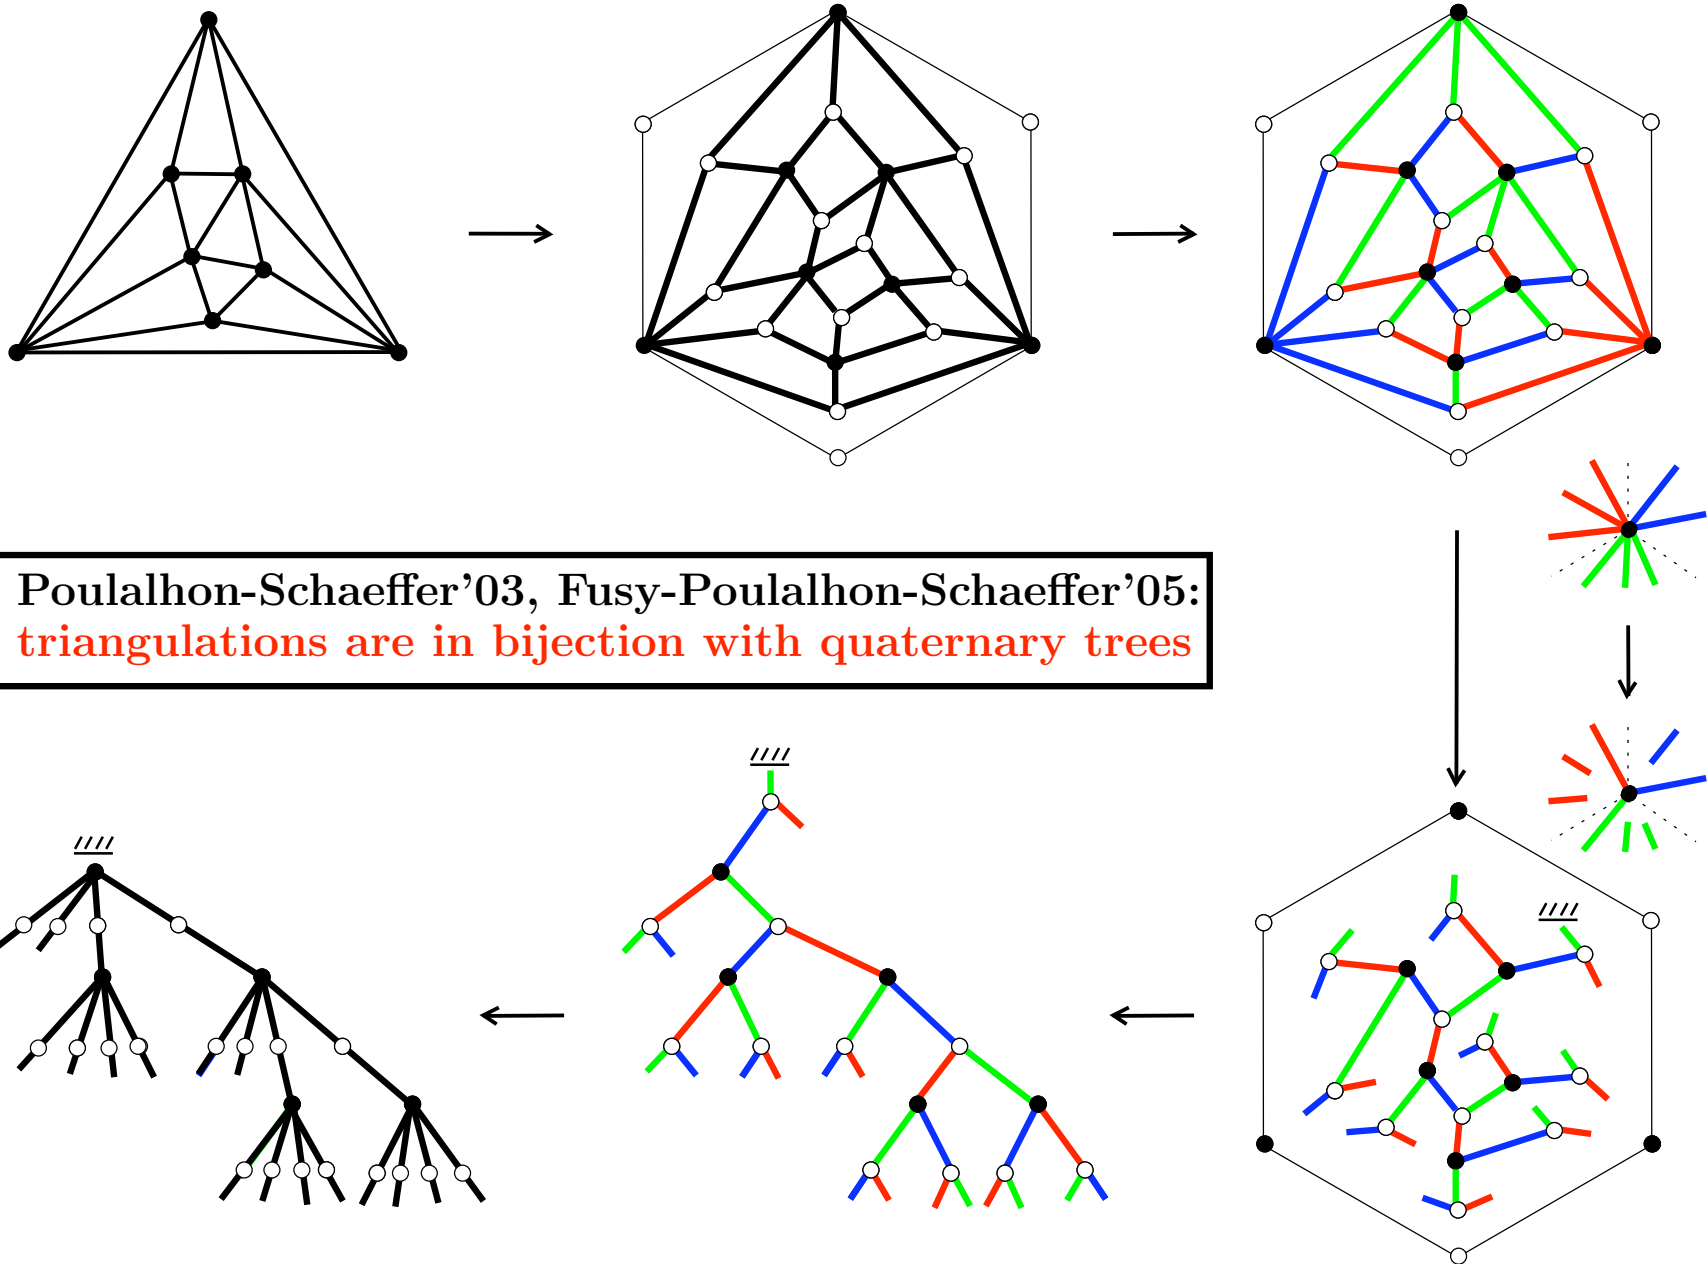 Poulalhon-Schaeffer'03, Fusy-Poulalhon-Schaeffer'05:
triangulations are in bijection with quaternary trees